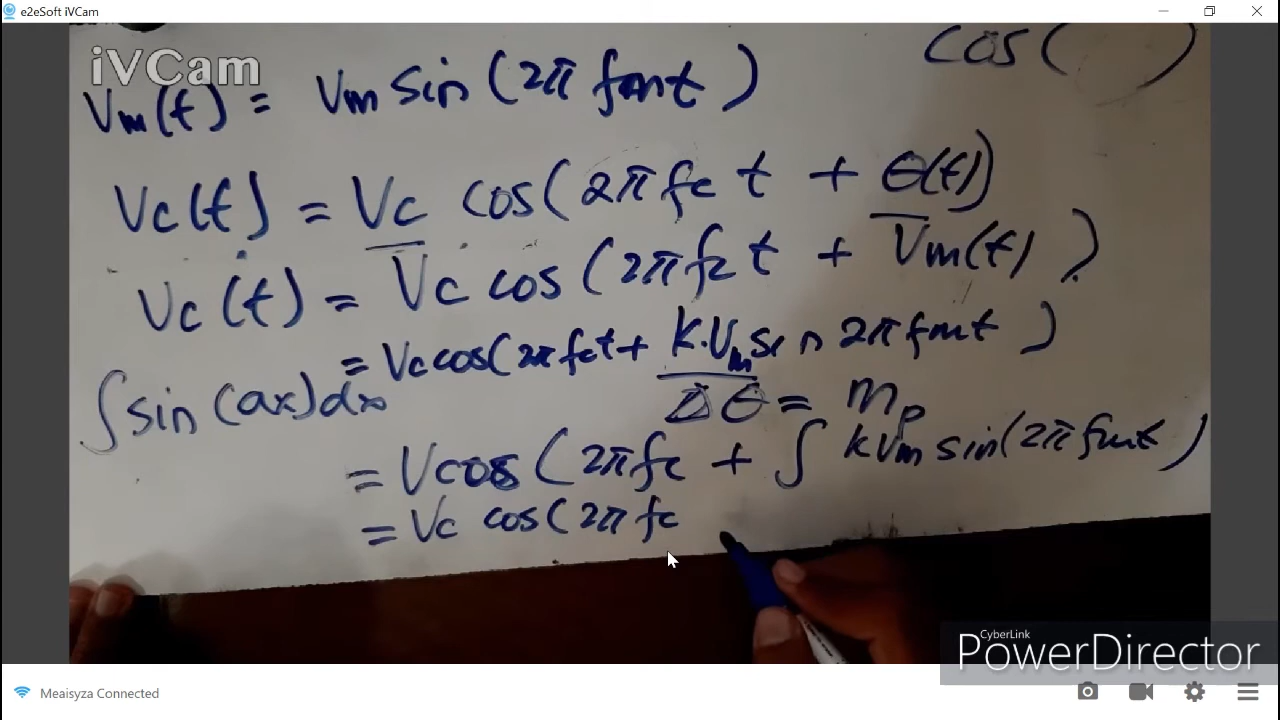 e2eSoft iVCam
iVCam
cos( )
Vm(t) = Vm sin (2π fmt)
Vc(t) = Vc cos(2π fc t + θ(t))
Vc(t) = Vc cos (2π fc t + Vm(t))
= Vc cos(2π fct + K.Vm sin 2π fmt )
∫sin(ax)dx
Δθ = mp
= Vcos (2π fc + ∫ kVm sin(2π fmt )
= Vc cos(2π fc
CyberLink
PowerDirector
Meaisyza Connected